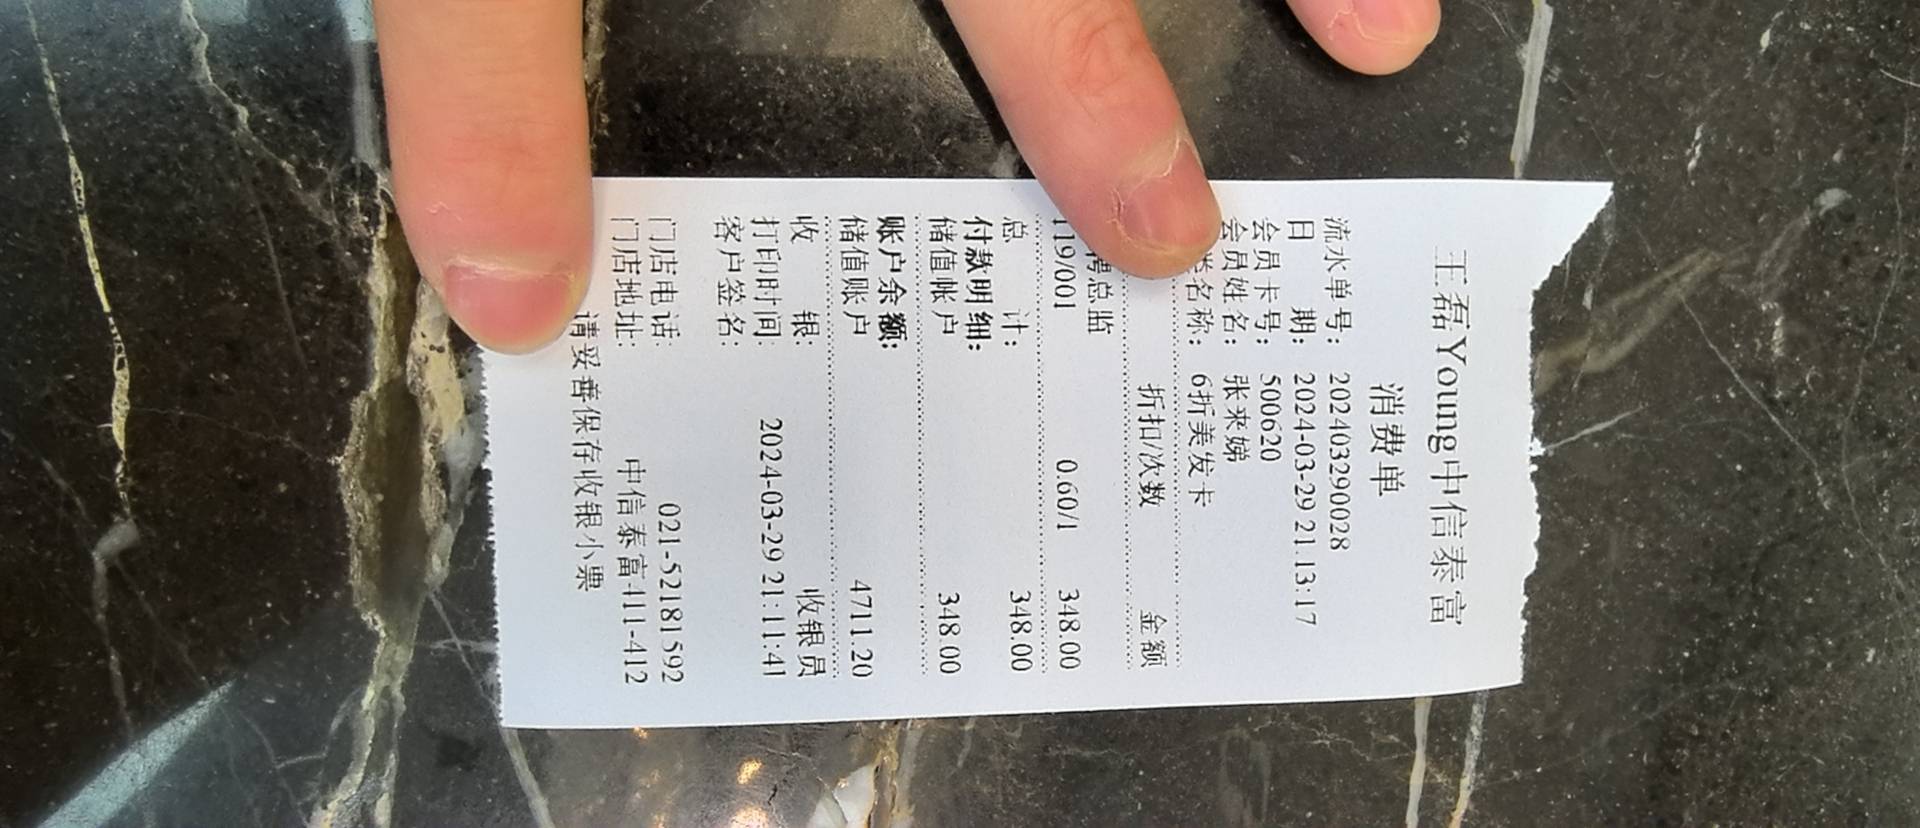 王磊Young中信泰富
消费单
流水单号: 202403290028
日 期: 2024-03-29 21:13:17
会员卡号: 500620
会员姓名: 张来娣
类名称: 6折美发卡
折扣/次数 金额
总监
119/001 0.60/1 348.00
总 计: 348.00
付款明细:
储值帐户 348.00
账户余额:
储值账户 4711.20
收 银: 收银员
打印时间: 2024-03-29 21:11:41
客户签名:
门店电话: 021-52181592
门店地址: 中信泰富411-412
请妥善保存收银小票